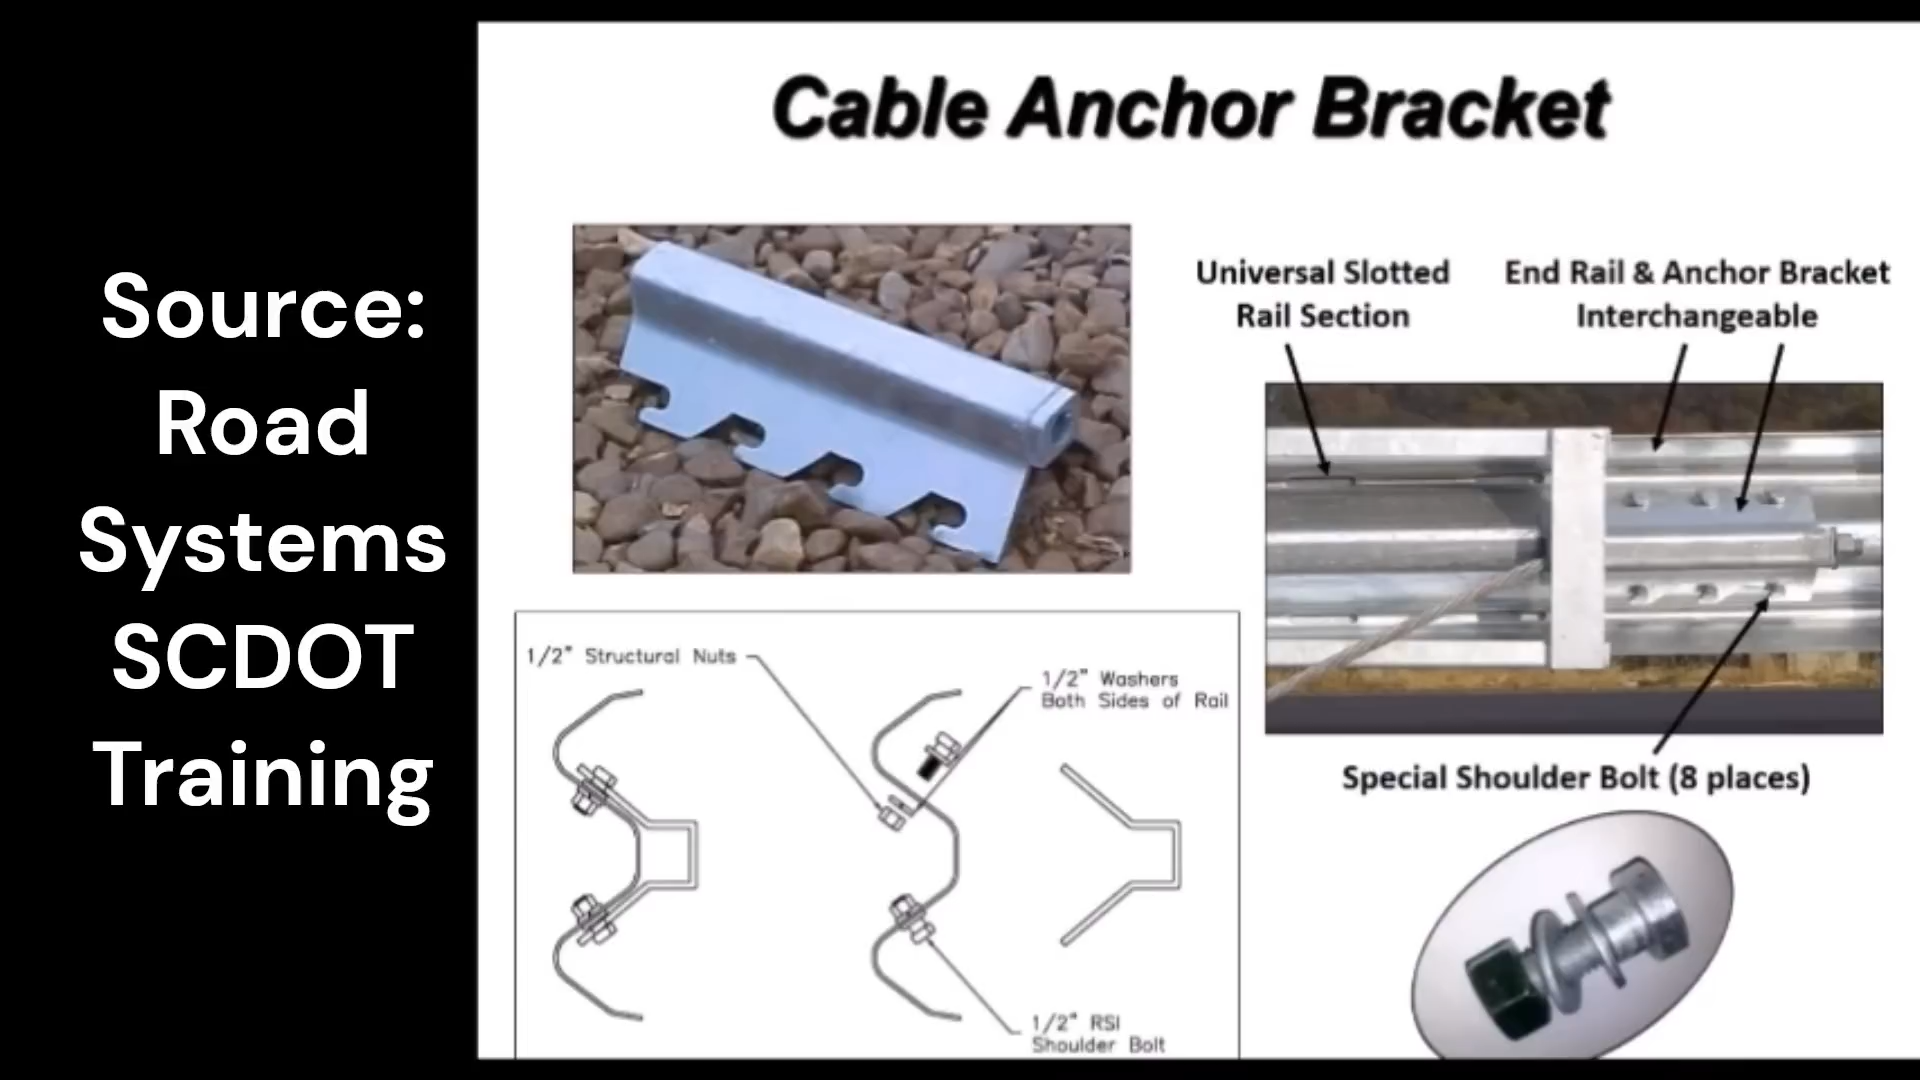 Source:
Road
Systems
SCDOT
Training
Cable Anchor Bracket
Universal Slotted
Rail Section
End Rail & Anchor Bracket
Interchangeable
1/2" Structural Nuts
1/2" Washers
Both Sides of Rail
1/2" RSI
Shoulder Bolt
Special Shoulder Bolt (8 places)